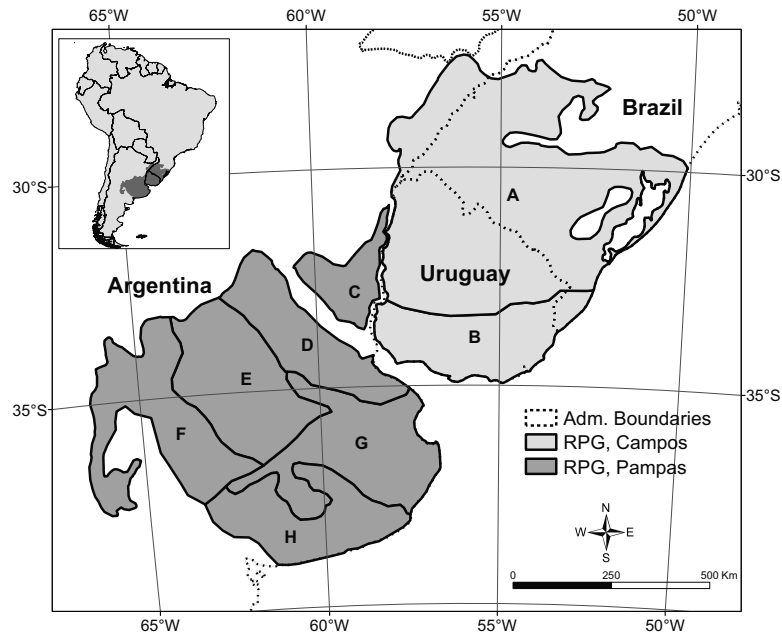 65°W 60°W 55°W 50°W
Brazil
30°S 30°S
A
Argentina
Uruguay
C
B
D
E
35°S 35°S
Adm. Boundaries
RPG, Campos
RPG, Pampas
F
G
H
N
W E
S
0 250 500 Km
65°W 60°W 55°W 50°W